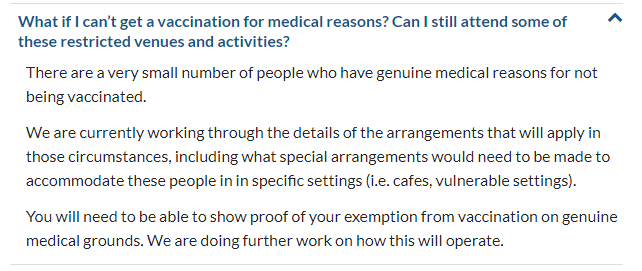 What if I can't get a vaccination for medical reasons? Can I still attend some of
these restricted venues and activities?
There are a very small number of people who have genuine medical reasons for not
being vaccinated.
We are currently working through the details of the arrangements that will apply in
those circumstances, including what special arrangements would need to be made to
accommodate these people in in specific settings (i.e. cafes, vulnerable settings).
You will need to be able to show proof of your exemption from vaccination on genuine
medical grounds. We are doing further work on how this will operate.